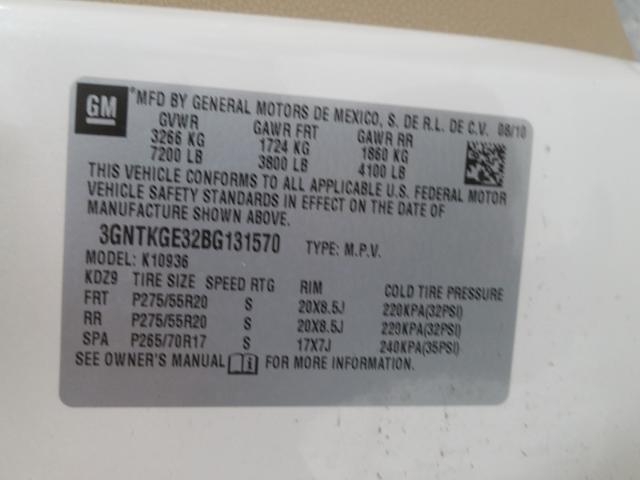 GM
*MFD BY GENERAL MOTORS DE MEXICO, S. DE R.L. DE C.V. 08/10
GVWR GAWR FRT GAWR RR
3266 KG 1724 KG 1860 KG
7200 LB 3800 LB 4100 LB
THIS VEHICLE CONFORMS TO ALL APPLICABLE U.S. FEDERAL MOTOR
VEHICLE SAFETY STANDARDS IN EFFECT ON THE DATE OF
MANUFACTURE SHOWN ABOVE.
3GNTKGE32BG131570 TYPE: M.P.V.
MODEL: K10936
KDZ9 TIRE SIZE SPEED RTG RIM COLD TIRE PRESSURE
FRT P275/55R20 S 20X8.5J 220KPA(32PSI)
RR P275/55R20 S 20X8.5J 220KPA(32PSI)
SPA P265/70R17 S 17X7J 240KPA(35PSI)
SEE OWNER'S MANUAL FOR MORE INFORMATION.